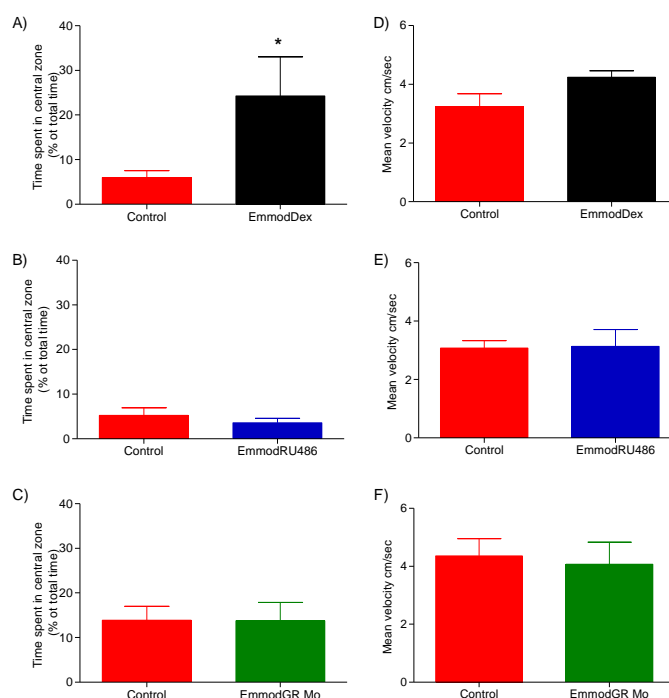 A)
Time spent in central zone
(% ot total time)
40
30
20
10
0
*
Control
EmmodDex
D)
Mean velocity cm/sec
6
4
2
0
Control
EmmodDex
B)
Time spent in central zone
(% ot total time)
40
30
20
10
0
Control
EmmodRU486
E)
Mean velocity cm/sec
6
4
2
0
Control
EmmodRU486
C)
Time spent in central zone
(% ot total time)
40
30
20
10
0
Control
EmmodGR Mo
F)
Mean velocity cm/sec
6
4
2
0
Control
EmmodGR Mo